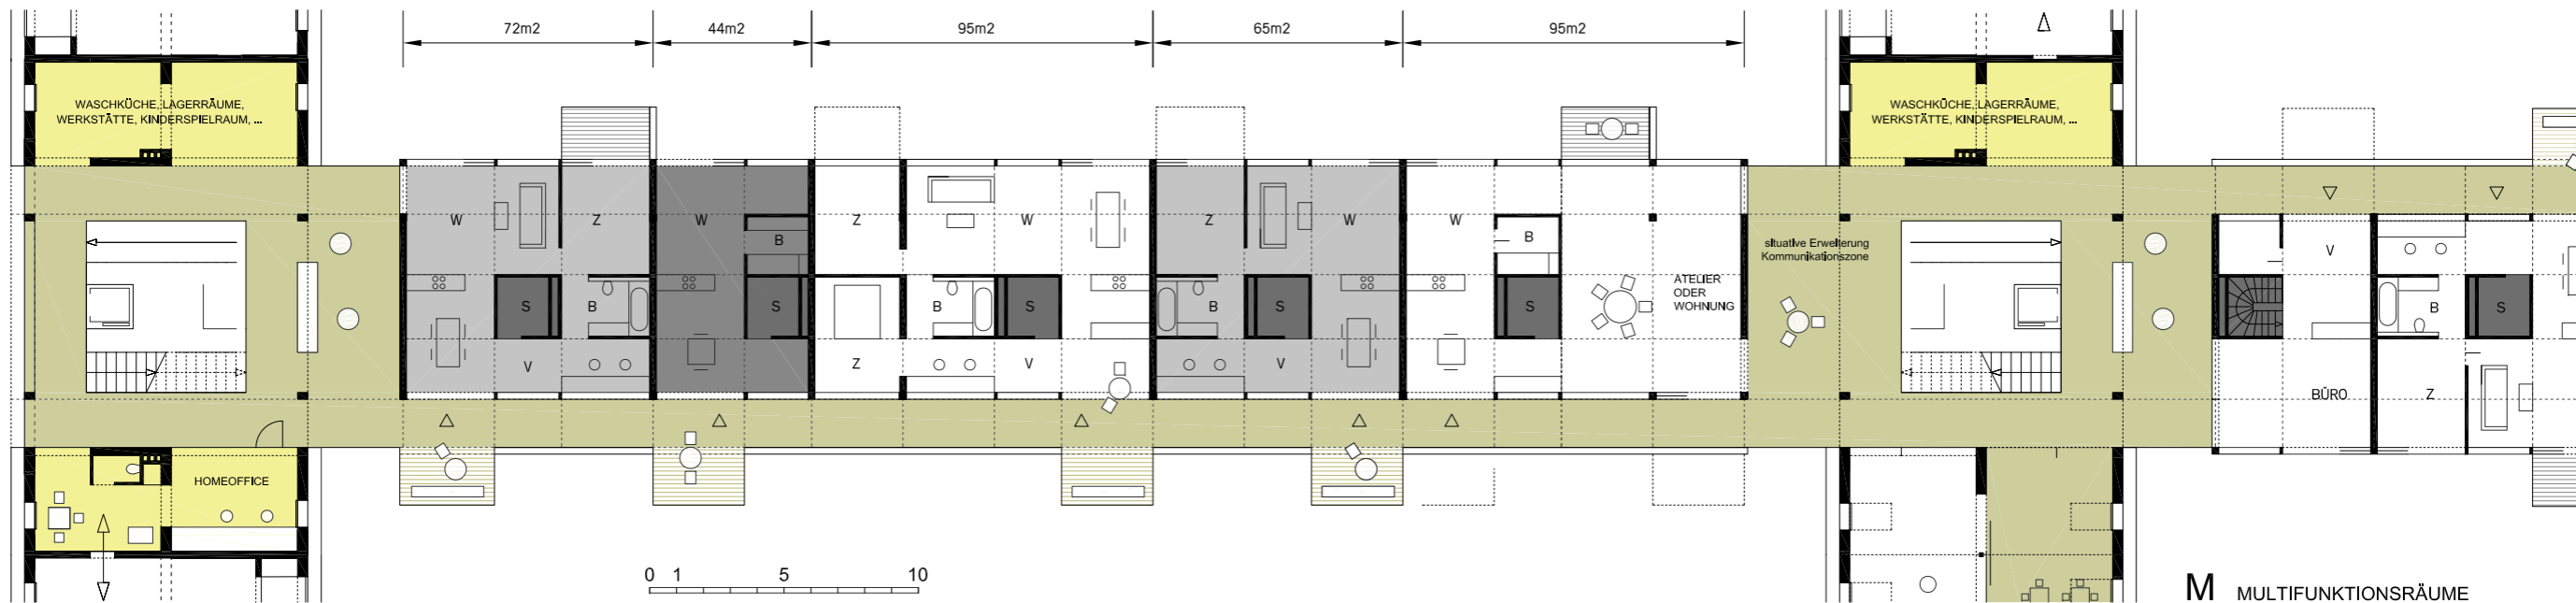 72m2 44m2 95m2 65m2 95m2
WASCHKÜCHE, LAGERRÄUME,
WERKSTÄTTE, KINDERSPIELRAUM, ...
WASCHKÜCHE, LAGERRÄUME,
WERKSTÄTTE, KINDERSPIELRAUM, ...
W Z W Z W Z W W
B B
V
situative Erweiterung
Kommunikationszone
ATELIER
ODER
WOHNUNG
S B S B S B S S B S
V Z V V
BÜRO Z
HOMEOFFICE
0 1 5 10
M MULTIFUNKTIONSRÄUME